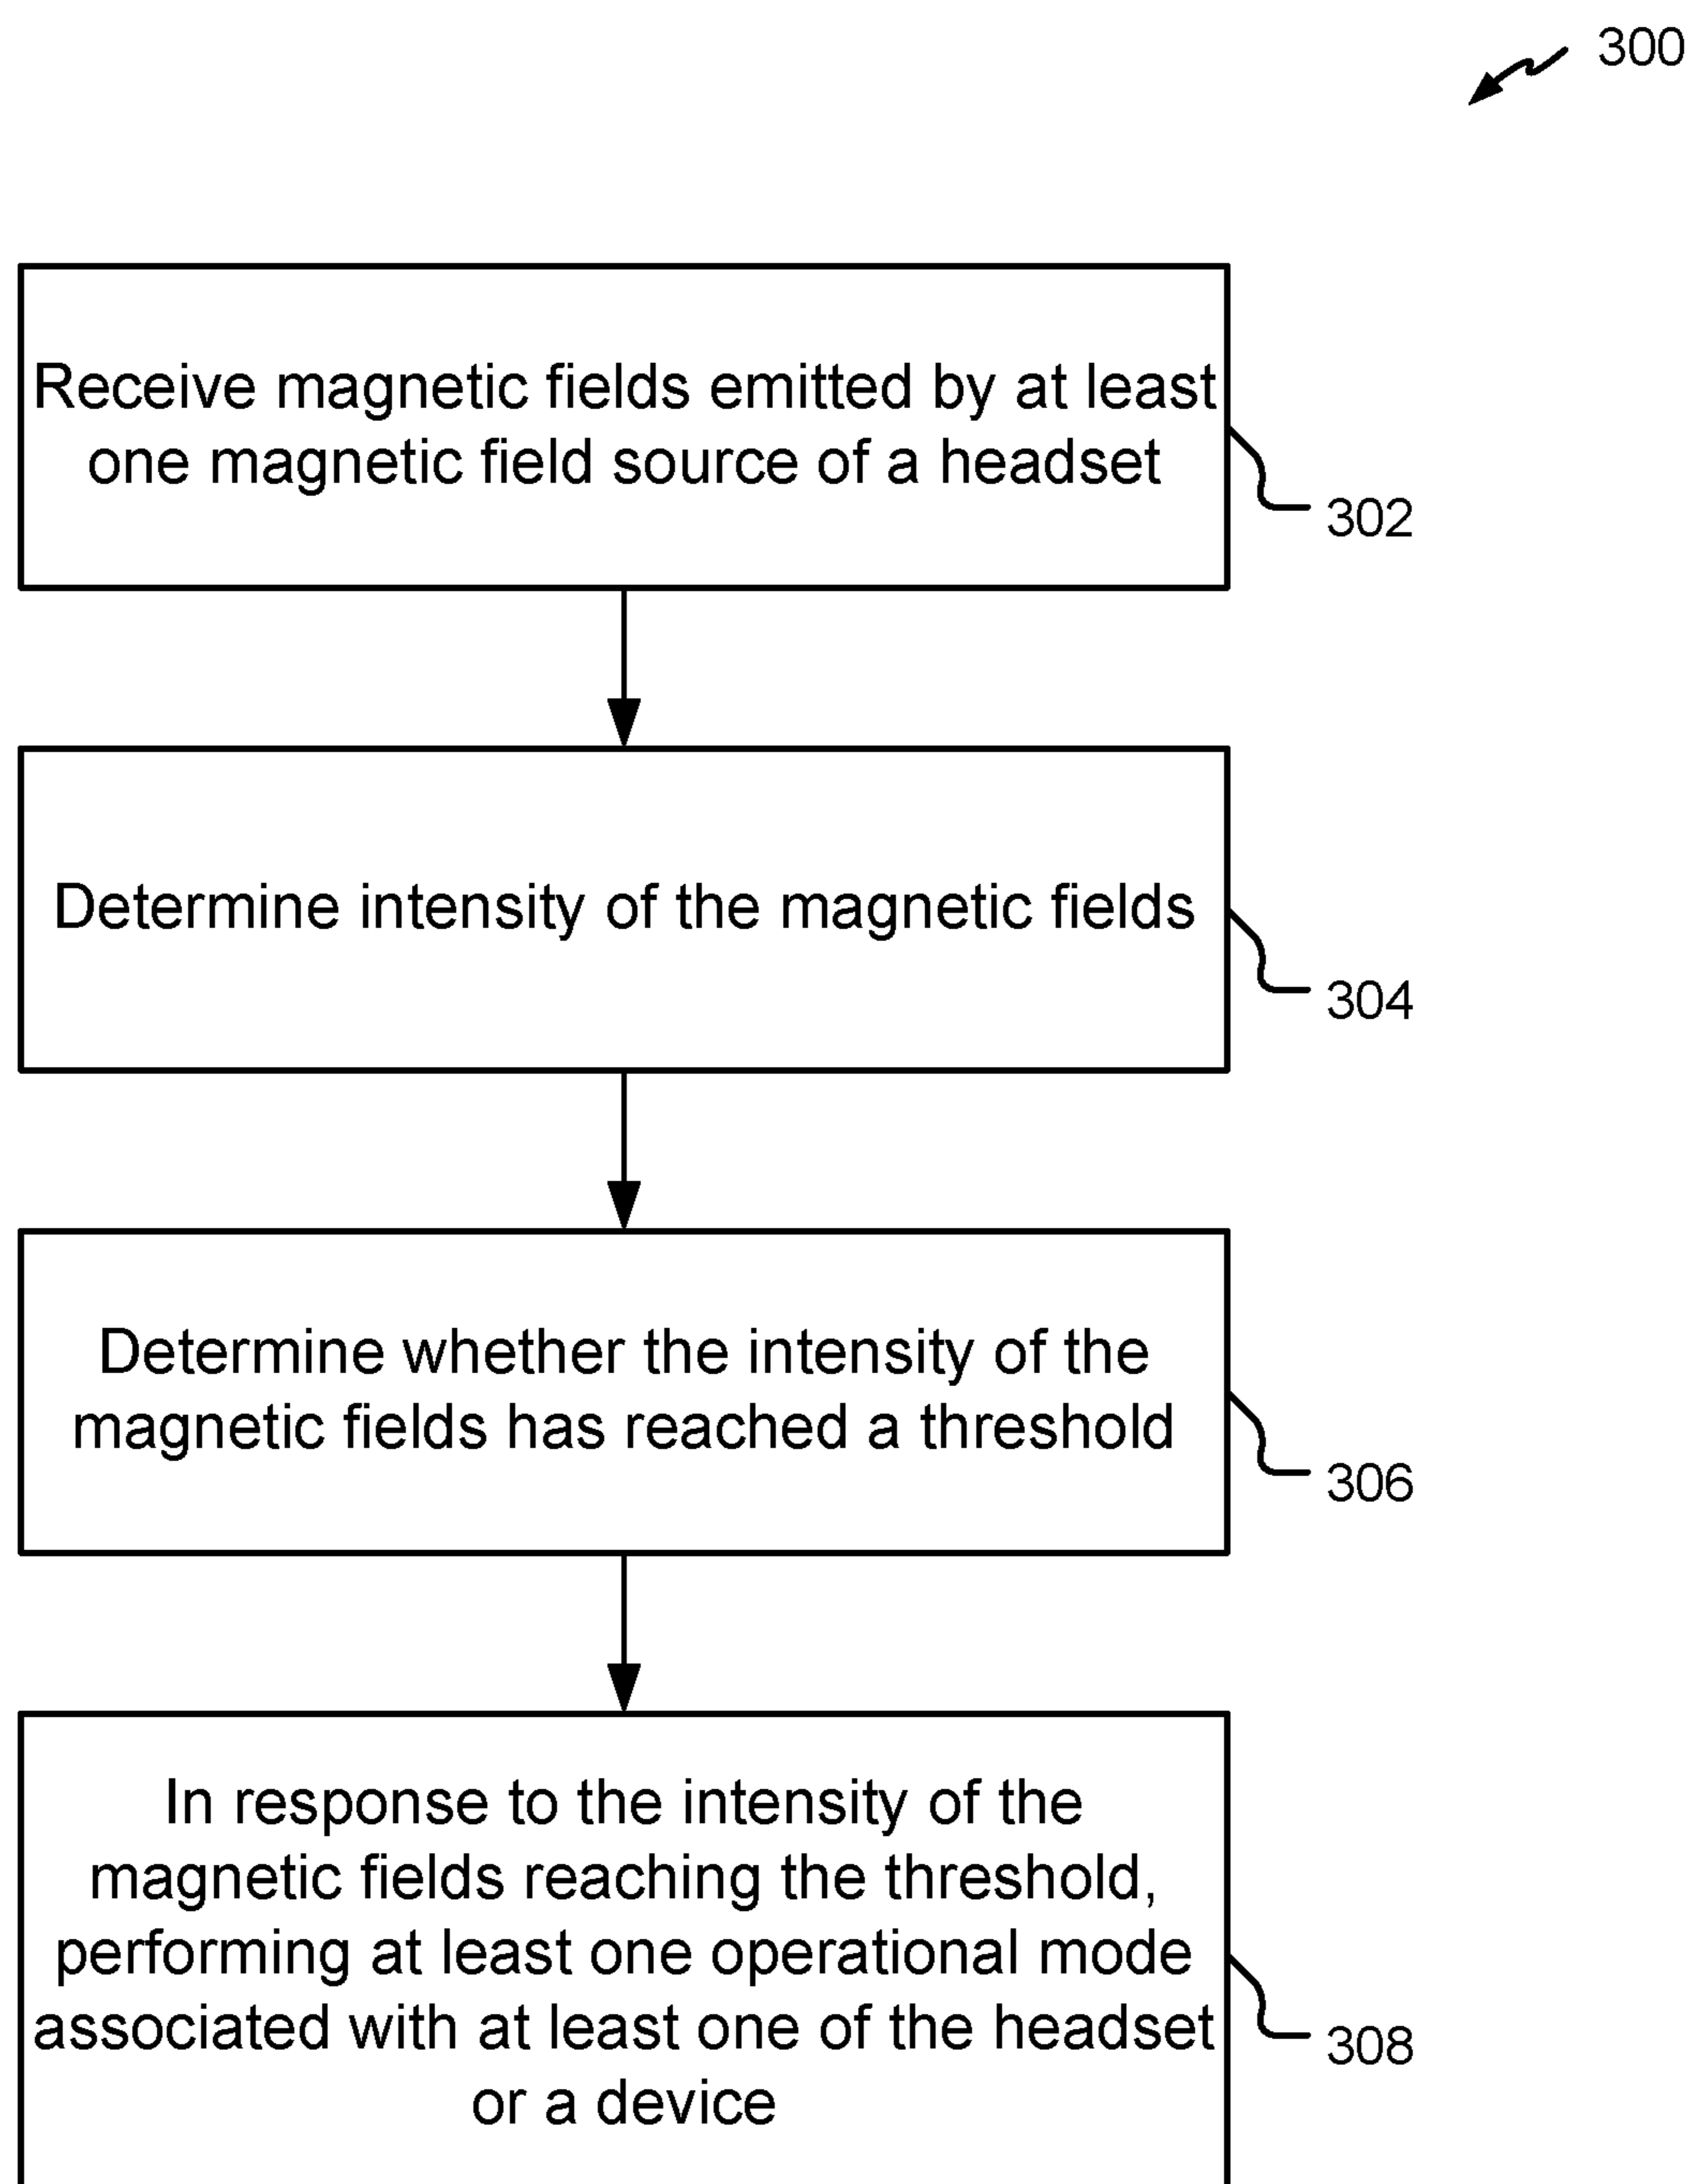 300
Receive magnetic fields emitted by at least
one magnetic field source of a headset
302
Determine intensity of the magnetic fields
304
Determine whether the intensity of the
magnetic fields has reached a threshold
306
In response to the intensity of the
magnetic fields reaching the threshold,
performing at least one operational mode
associated with at least one of the headset
or a device
308